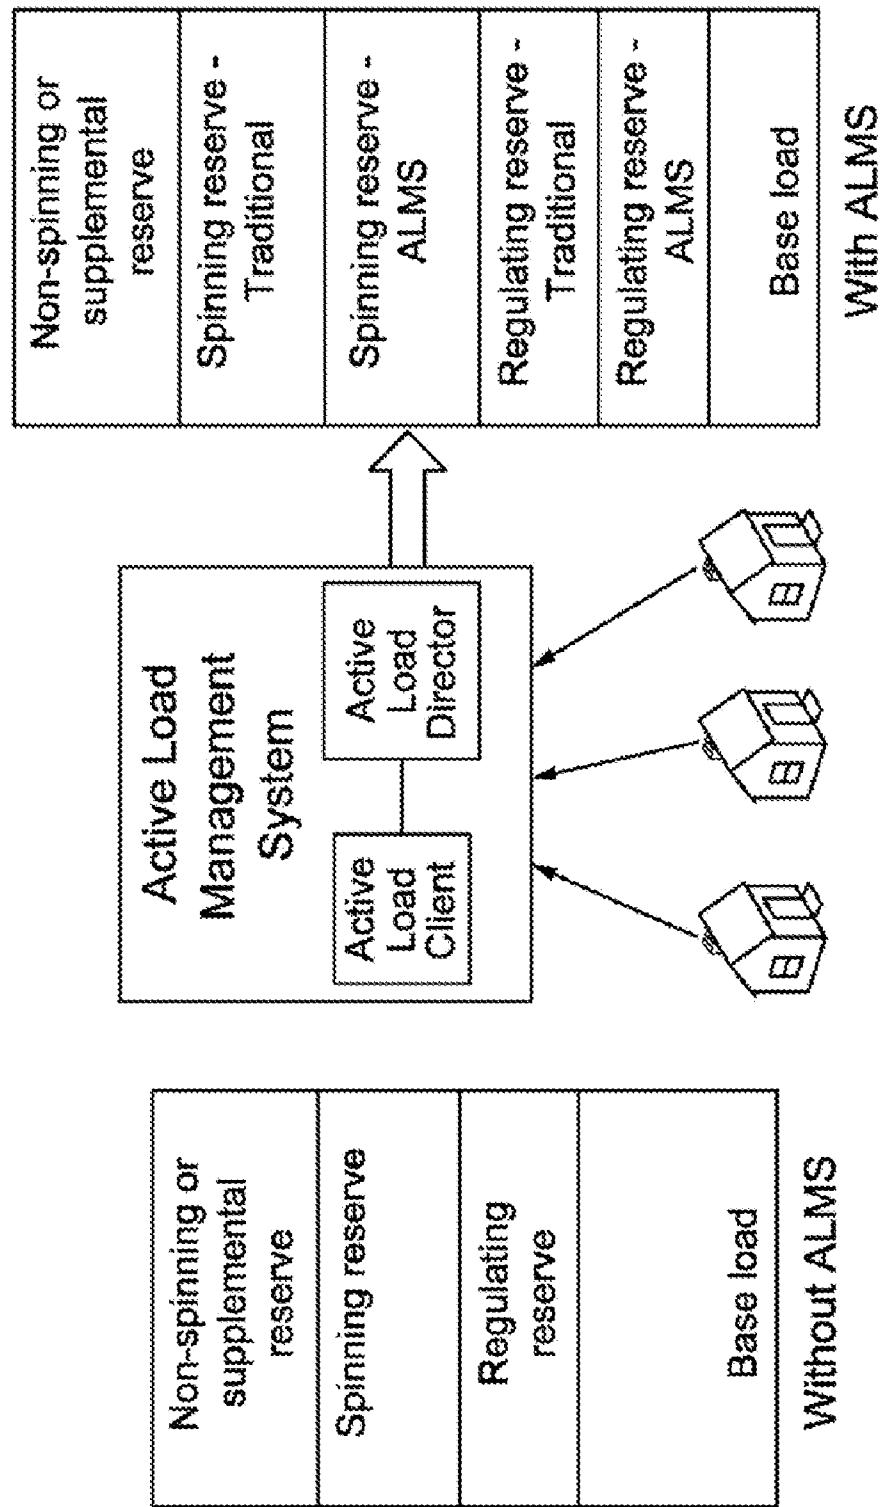 Non-spinning or
supplemental
reserve
Spinning reserve
Regulating
reserve
Base load
Without ALMS
Active Load
Management
System
Active
Load
Client
Active
Load
Director
Non-spinning or
supplemental
reserve
Spinning reserve -
Traditional
Spinning reserve -
ALMS
Regulating reserve -
Traditional
Regulating reserve -
ALMS
Base load
With ALMS